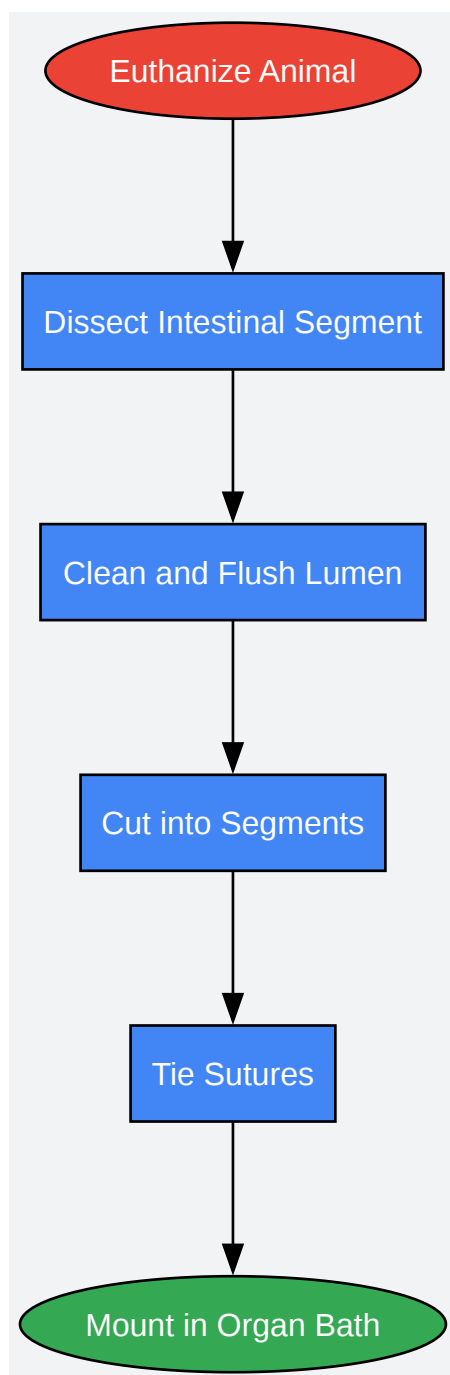 Euthanize Animal
Dissect Intestinal Segment
Clean and Flush Lumen
Cut into Segments
Tie Sutures
Mount in Organ Bath